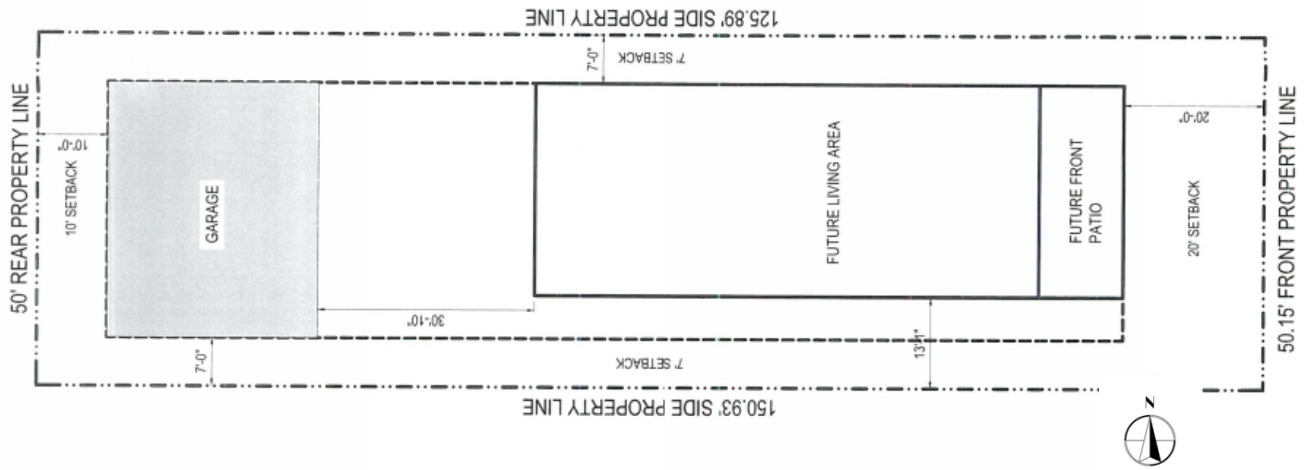 125.89' SIDE PROPERTY LINE
50' REAR PROPERTY LINE
10'-0"
10' SETBACK
7'-0"
7' SETBACK
GARAGE
FUTURE LIVING AREA
FUTURE FRONT
PATIO
20'-0"
20' SETBACK
50.15' FRONT PROPERTY LINE
30'-10"
7'-0"
7' SETBACK
13'-1"
150.93' SIDE PROPERTY LINE
N